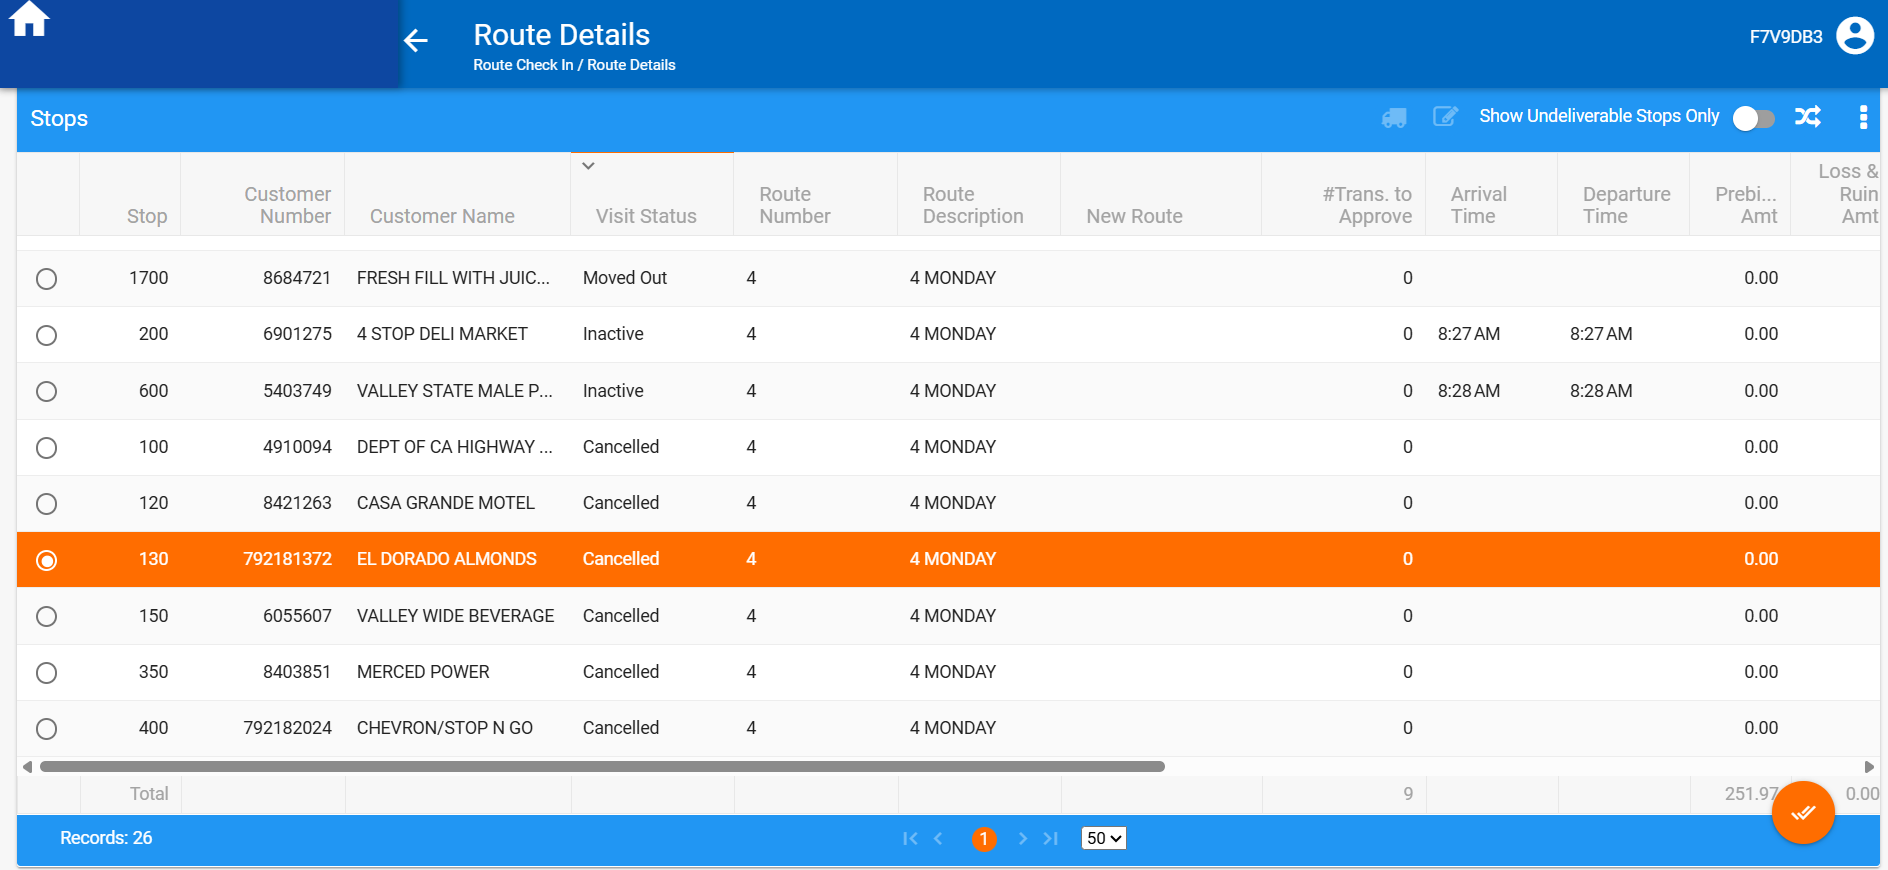 Route Details
Route Check In / Route Details
F7V9DB3
Stops
Show Undeliverable Stops Only
Stop
Customer
Number
Customer Name
Visit Status
Route
Number
Route
Description
New Route
#Trans. to
Approve
Arrival
Time
Departure
Time
Prebi...
Amt
Loss &
Ruin
Amt
1700 8684721 FRESH FILL WITH JUIC... Moved Out 4 4 MONDAY 0 0.00
200 6901275 4 STOP DELI MARKET Inactive 4 4 MONDAY 0 8:27 AM 8:27 AM 0.00
600 5403749 VALLEY STATE MALE P... Inactive 4 4 MONDAY 0 8:28 AM 8:28 AM 0.00
100 4910094 DEPT OF CA HIGHWAY ... Cancelled 4 4 MONDAY 0 0.00
120 8421263 CASA GRANDE MOTEL Cancelled 4 4 MONDAY 0 0.00
130 792181372 EL DORADO ALMONDS Cancelled 4 4 MONDAY 0 0.00
150 6055607 VALLEY WIDE BEVERAGE Cancelled 4 4 MONDAY 0 0.00
350 8403851 MERCED POWER Cancelled 4 4 MONDAY 0 0.00
400 792182024 CHEVRON/STOP N GO Cancelled 4 4 MONDAY 0 0.00
Total 9 251.97 0.00
Records: 26 1 50